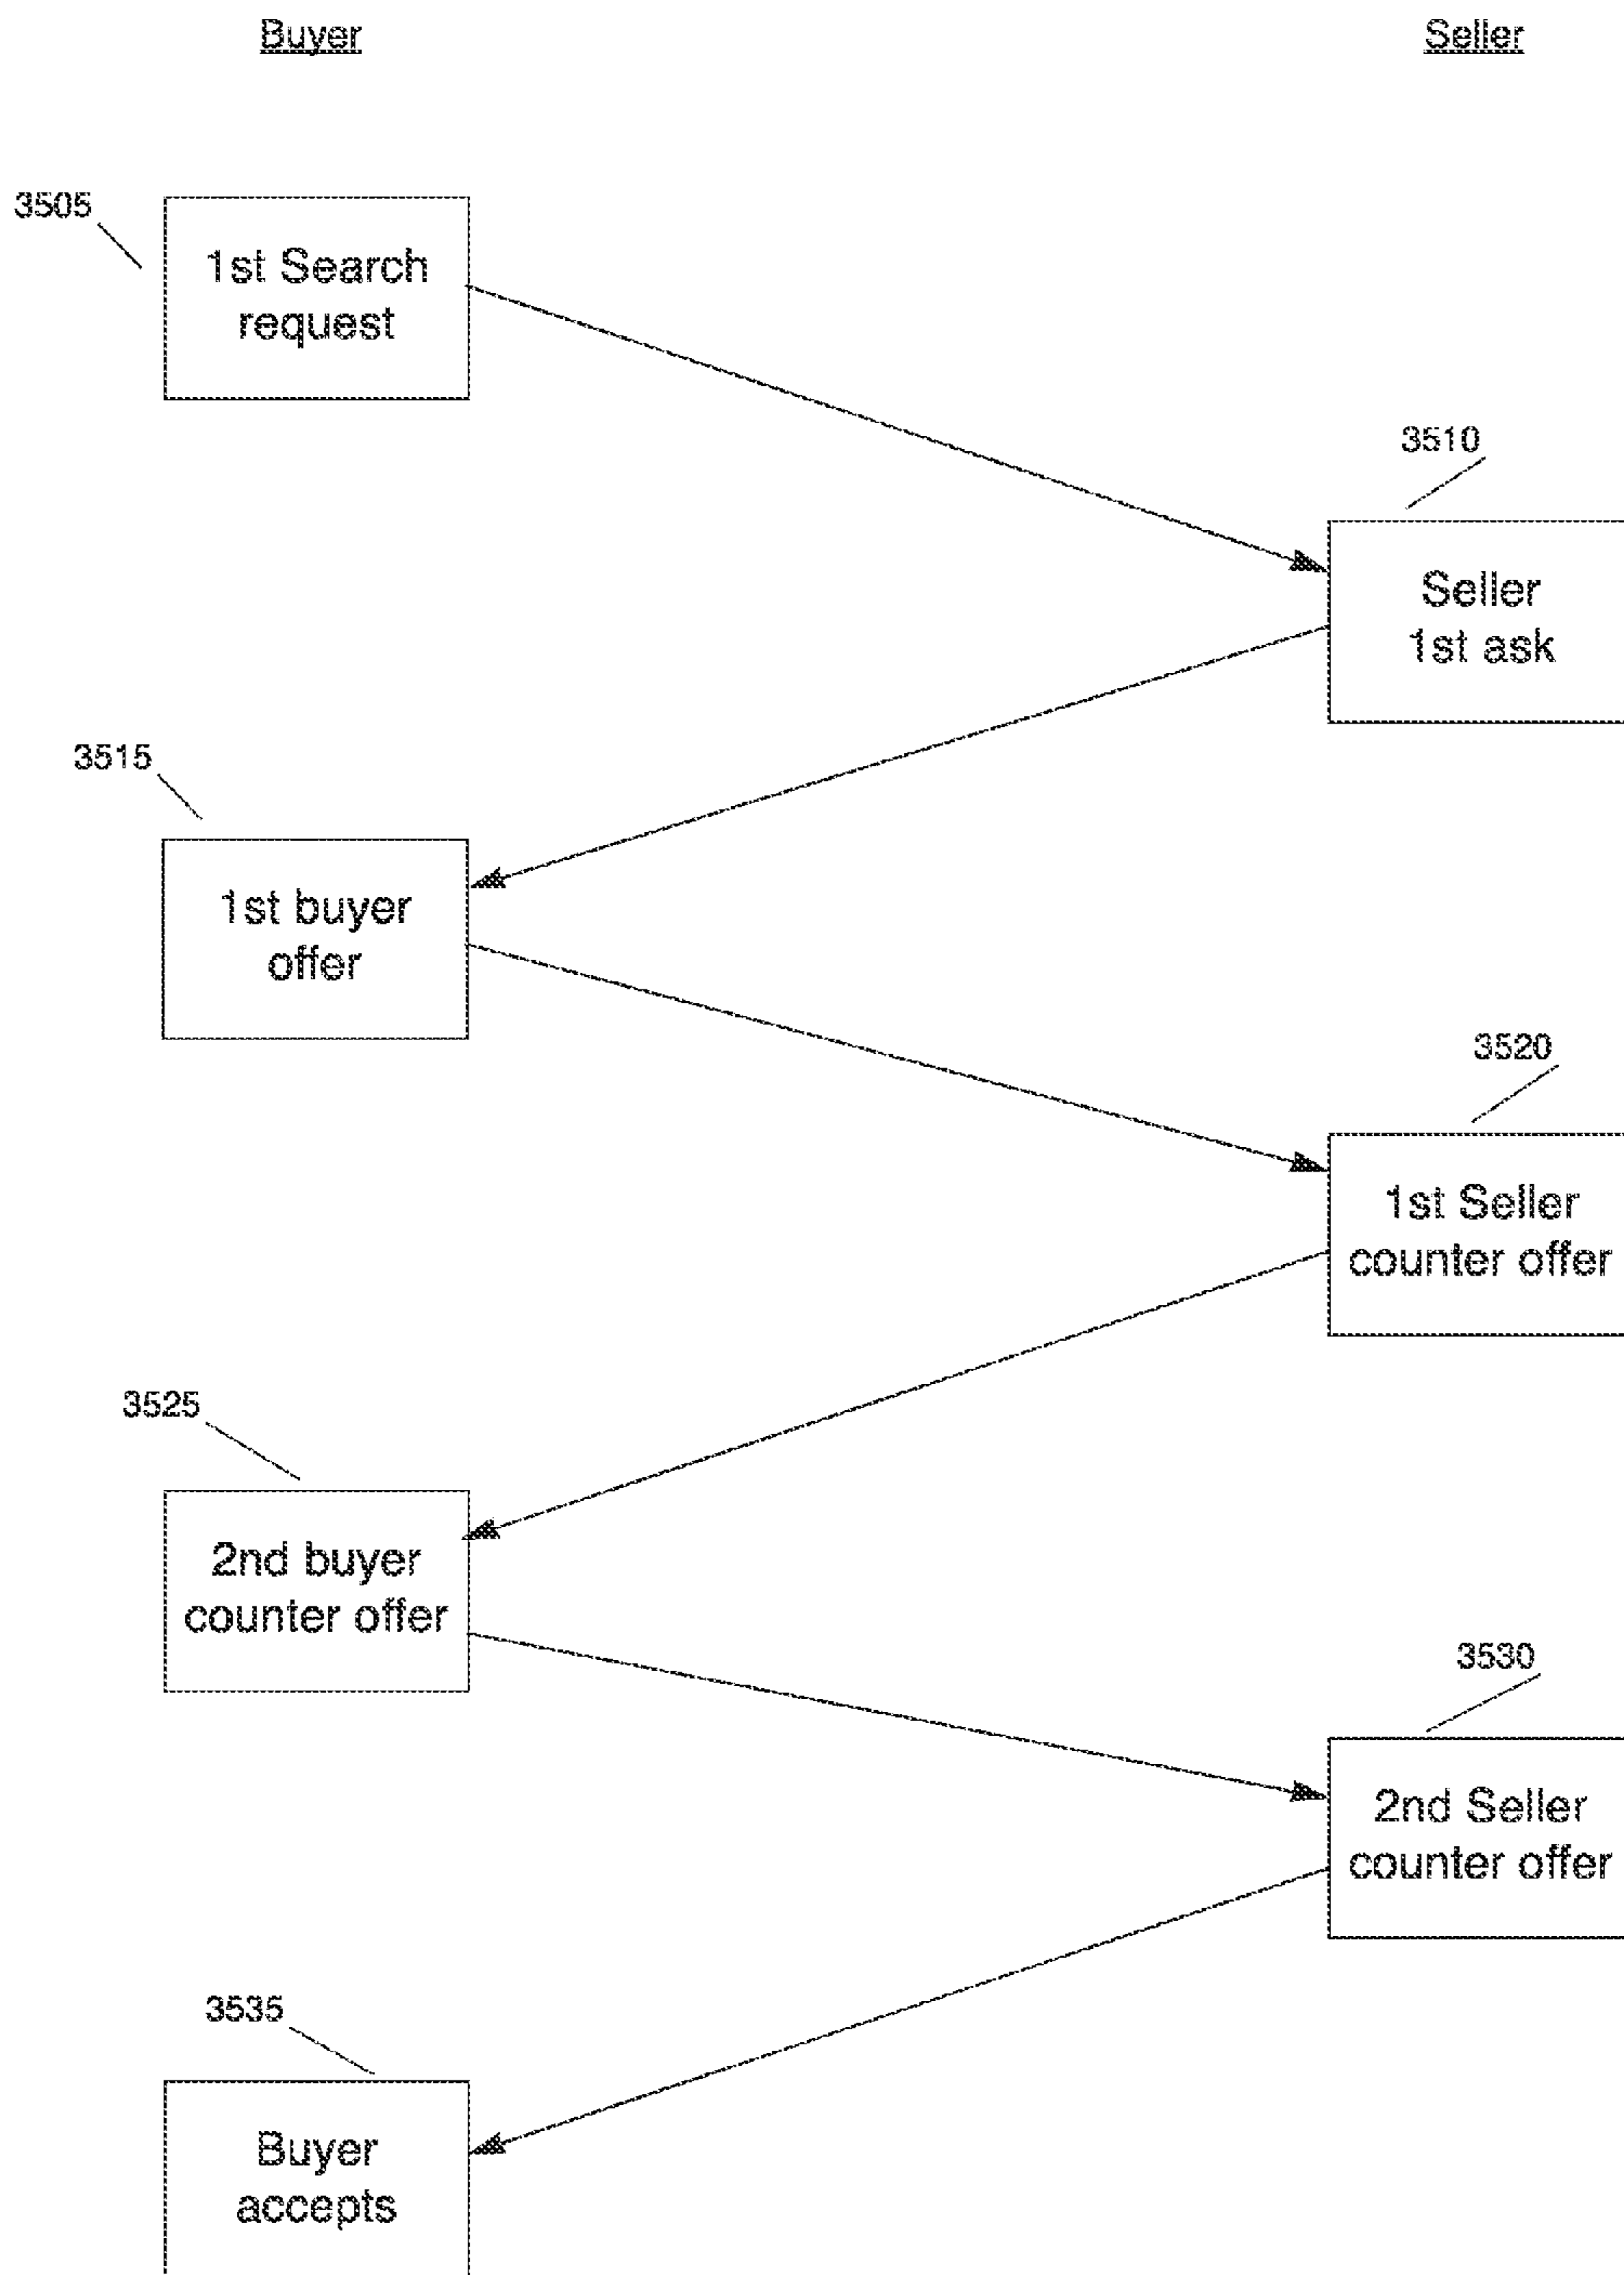 Buyer
Seller
3505
1st Search
request
3510
Seller
1st ask
3515
1st buyer
offer
3520
1st Seller
counter offer
3525
2nd buyer
counter offer
3530
2nd Seller
counter offer
3535
Buyer
accepts